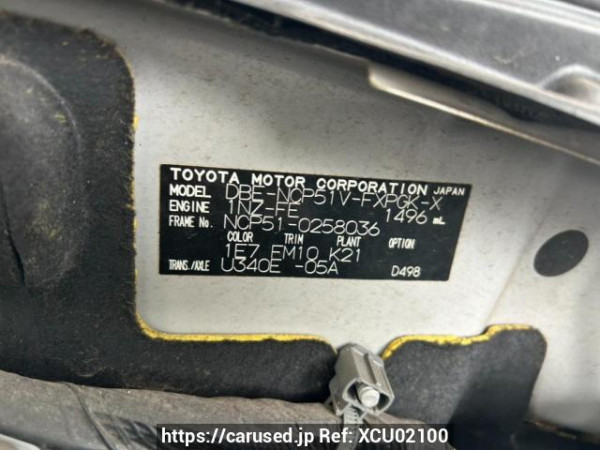 TOYOTA MOTOR CORPORATION JAPAN
MODEL DBE-NCP51V-FXPGK-X
ENGINE 1NZ-FE 1496 mL
FRAME No. NCP51-0258036
COLOR TRIM PLANT OPTION
1E7 EM10 K21
TRANS./AXLE U340E -05A D498
https://carused.jp Ref: XCU02100